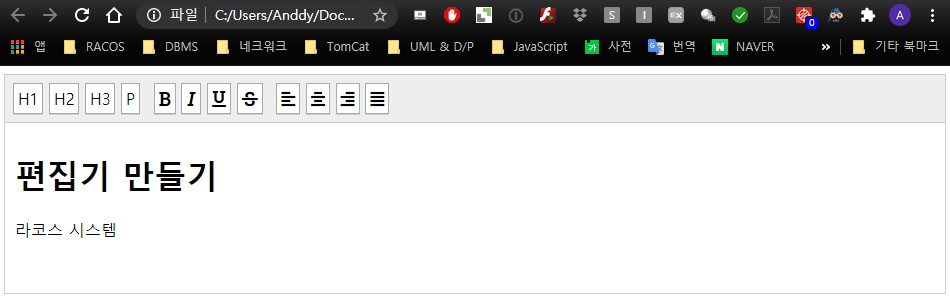 파일 C:/Users/Anddy/Doc...
A
0
앱 RACOS DBMS 네크워크 TomCat UML & D/P JavaScript 사전 번역 NAVER » 기타 북마크
H1 H2 H3 P B I U S
편집기 만들기
라코스 시스템